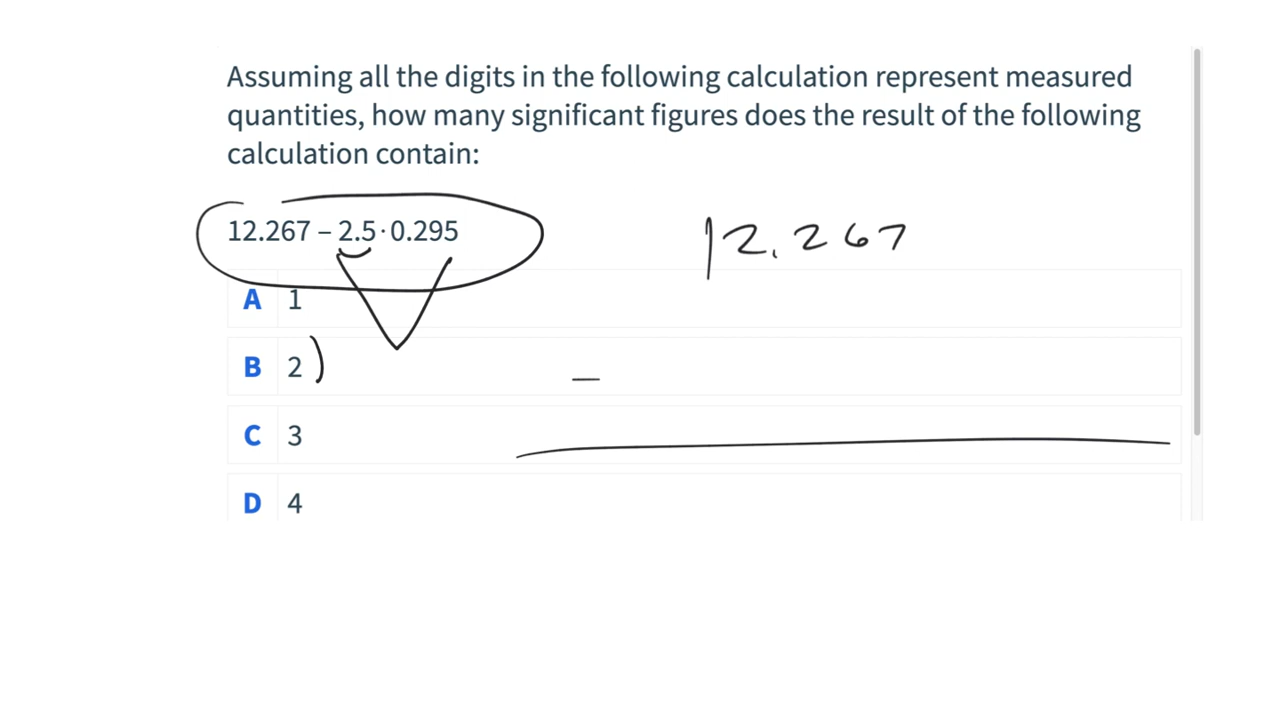 Assuming all the digits in the following calculation represent measured
quantities, how many significant figures does the result of the following
calculation contain:
12.267 – 2.5 · 0.295
12.267
A 1
B 2 )
–
C 3
D 4